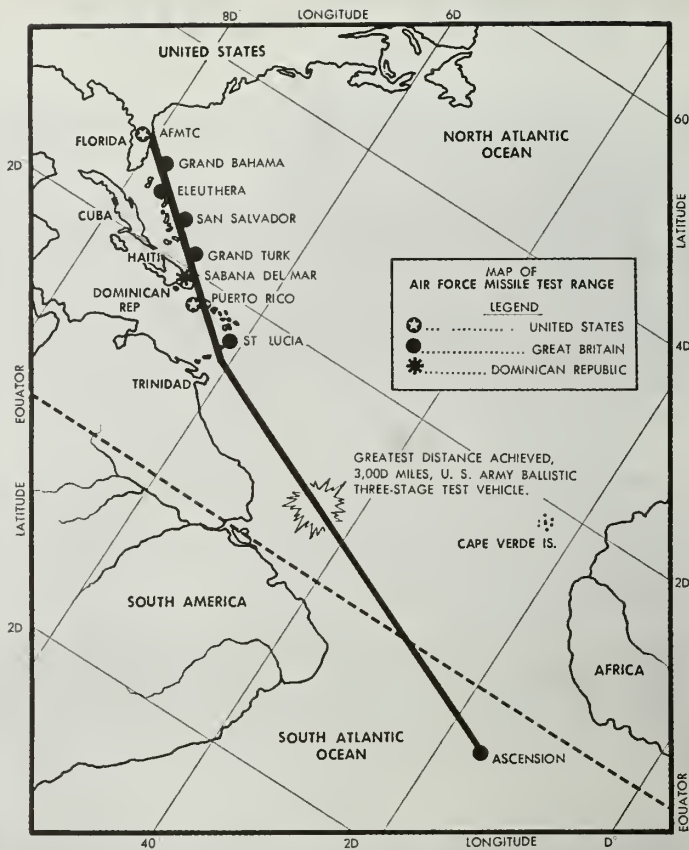 8D°
LONGITUDE
6D
UNITED STATES
60
FLORIDA
AFMTC
NORTH ATLANTIC
OCEAN
2D
GRAND BAHAMA
ELEUTHERA
CUBA
SAN SALVADOR
LATITUDE
HAITI
GRAND TURK
SABANA DEL MAR
DOMINICAN
REP
PUERTO RICO
ST LUCIA
TRINIDAD
MAP OF
AIR FORCE MISSILE TEST RANGE
LEGEND
UNITED STATES
GREAT BRITAIN
DOMINICAN REPUBLIC
4D
EQUATOR
LATITUDE
GREATEST DISTANCE ACHIEVED,
3,00D MILES, U. S. ARMY BALLISTIC
THREE-STAGE TEST VEHICLE.
CAPE VERDE IS.
2D
SOUTH AMERICA
2D
AFRICA
SOUTH ATLANTIC
OCEAN
ASCENSION
EQUATOR
40°
2D
LONGITUDE
D°